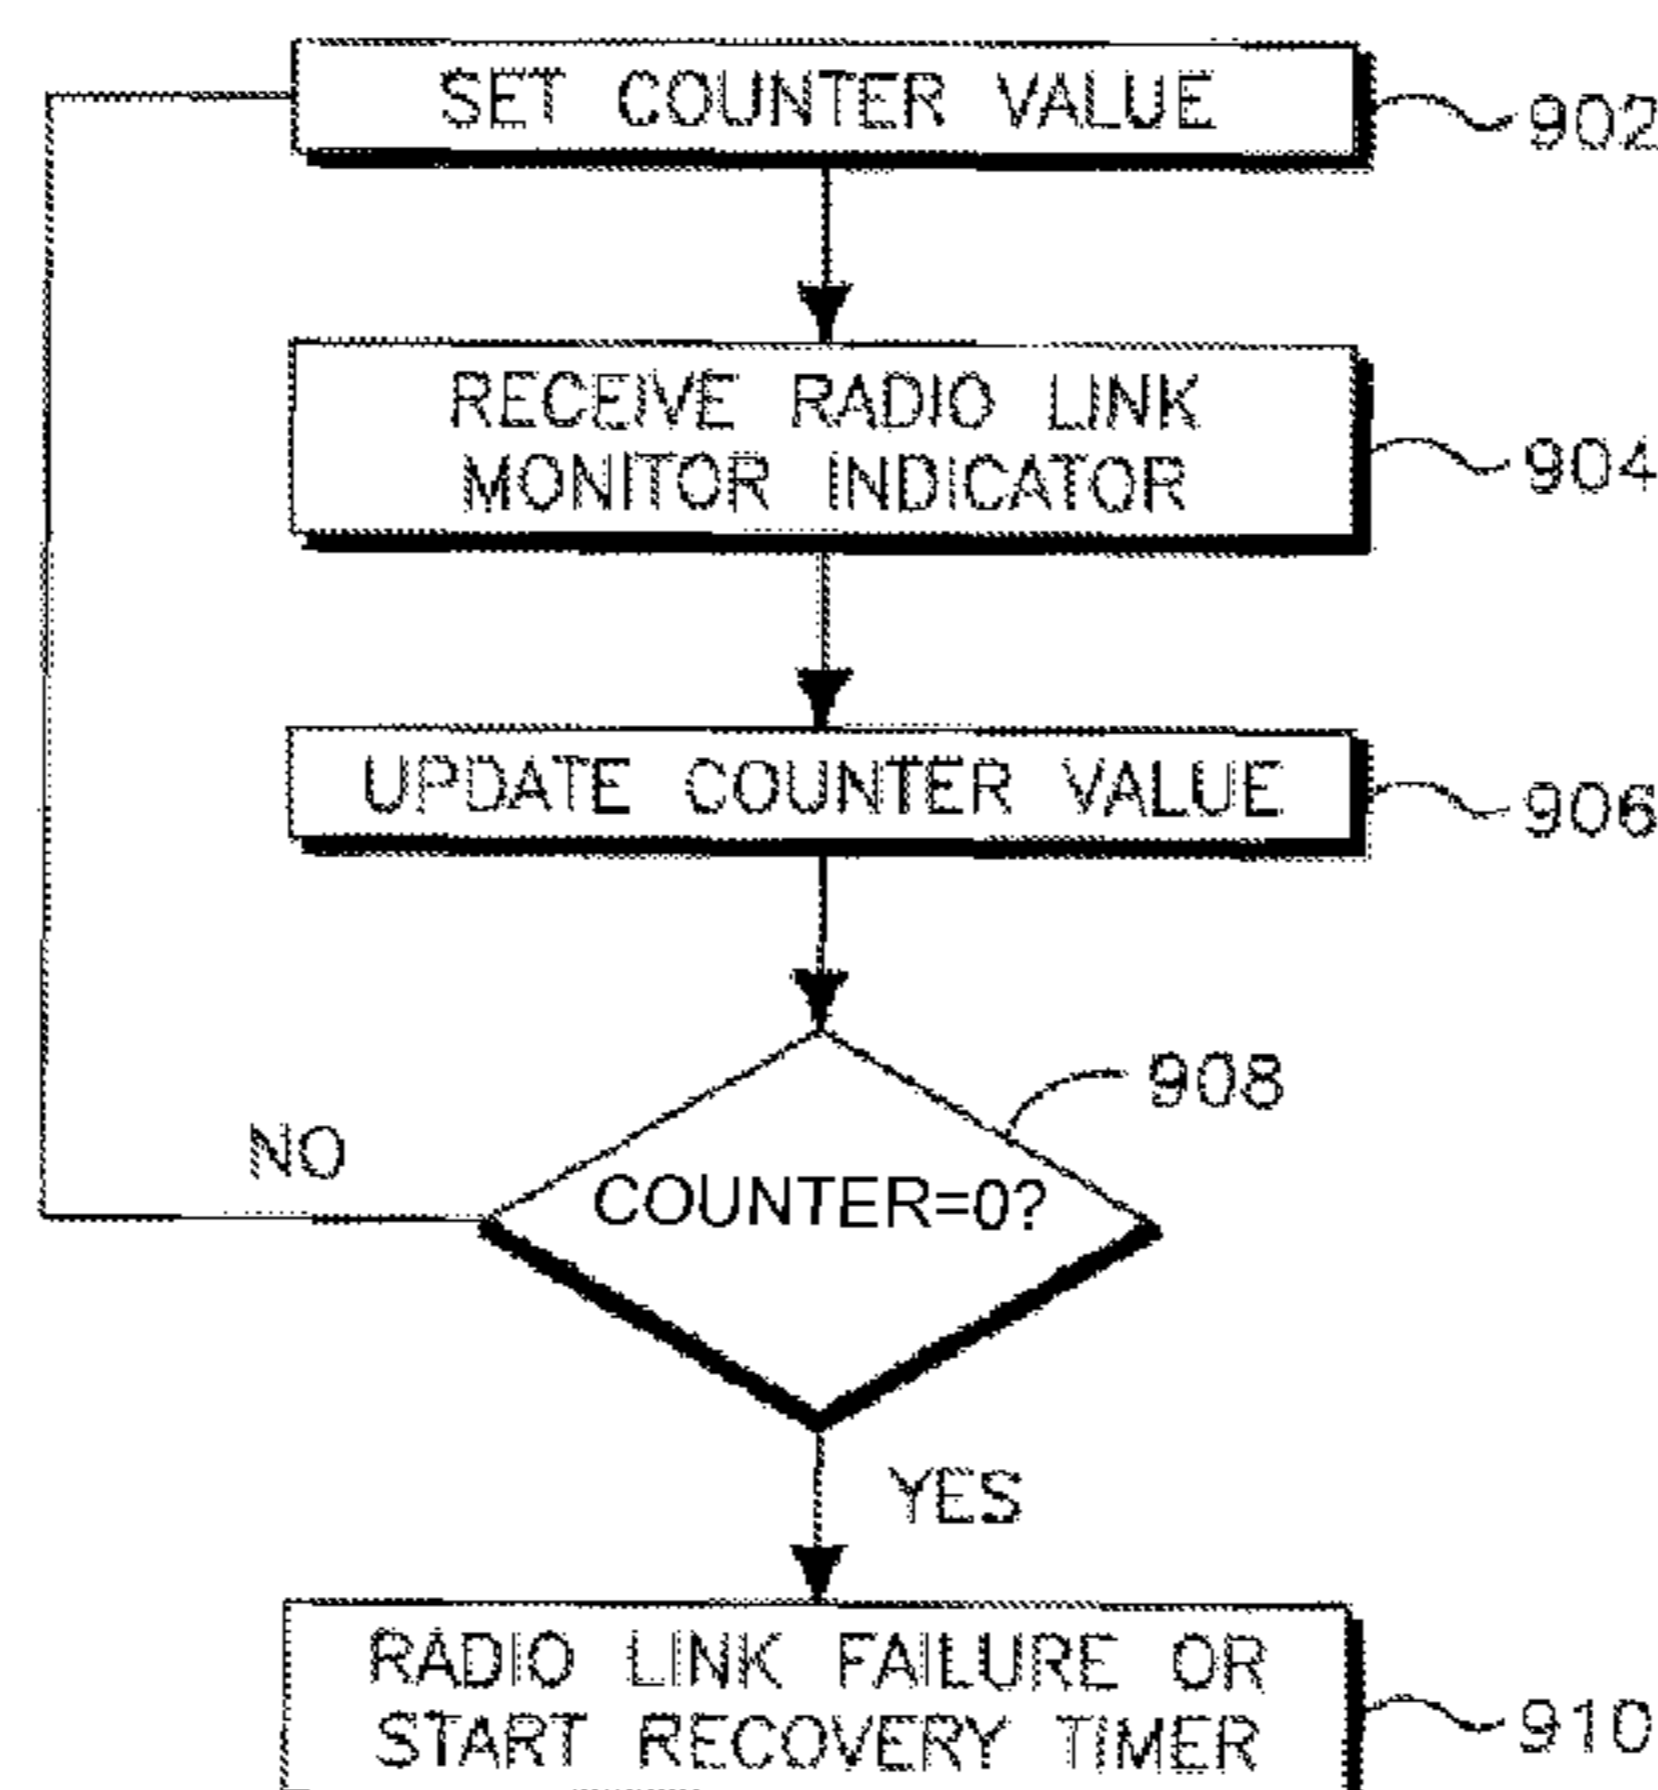 SET COUNTER VALUE
902
RECEIVE RADIO LINK
MONITOR INDICATOR
904
UPDATE COUNTER VALUE
906
908
NO
COUNTER=0?
YES
RADIO LINK FAILURE OR
START RECOVERY TIMER
910